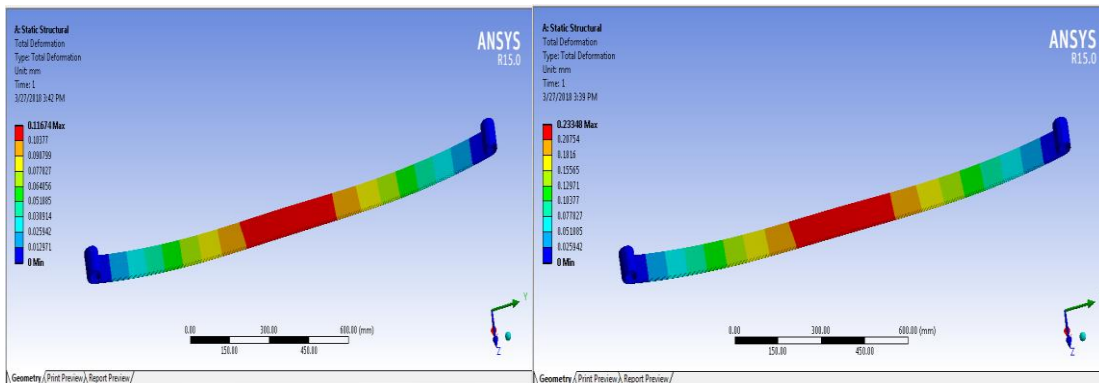 A: Static Structural
Total Deformation
Type: Total Deformation
Unit: mm
Time: 1
3/27/2018 3:42 PM
ANSYS
R15.0
0.11674 Max
0.10377
0.090799
0.077827
0.064856
0.051885
0.038914
0.025942
0.012971
0 Min
0.00
300.00
600.00 (mm)
150.00
450.00
Y
Z
Geometry / Print Preview / Report Preview /
A: Static Structural
Total Deformation
Type: Total Deformation
Unit: mm
Time: 1
3/27/2018 3:39 PM
ANSYS
R15.0
0.23348 Max
0.20754
0.1816
0.15565
0.12971
0.10377
0.077827
0.051885
0.025942
0 Min
0.00
300.00
600.00 (mm)
150.00
450.00
Z
Geometry / Print Preview / Report Preview /